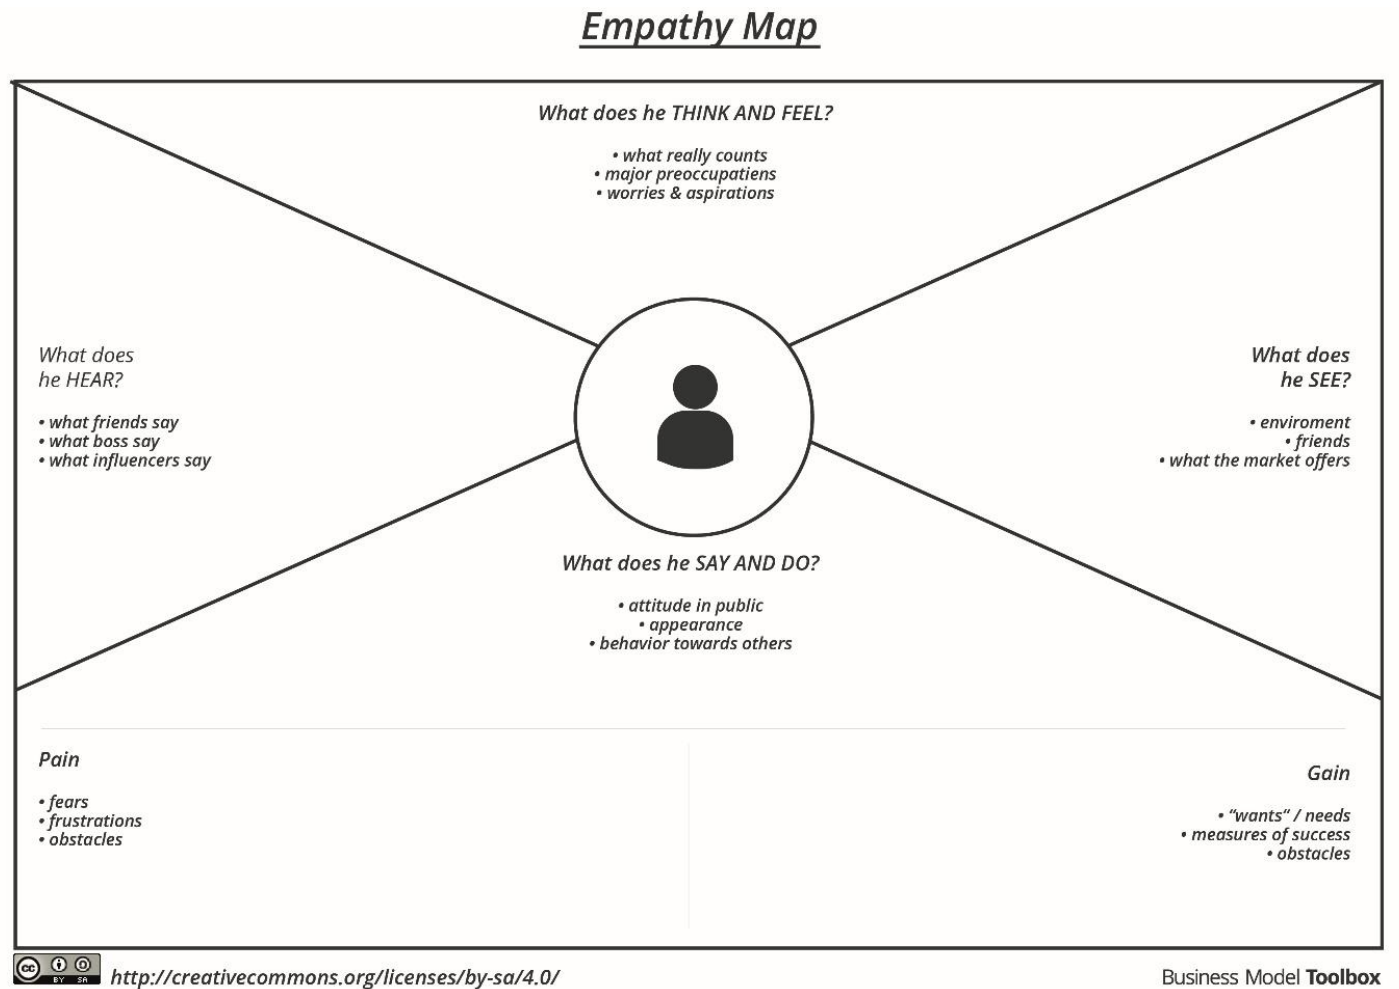 Empathy Map
What does he THINK AND FEEL?
• what really counts
• major preoccupatiens
• worries & aspirations
What does
he HEAR?
• what friends say
• what boss say
• what influencers say
What does
he SEE?
• enviroment
• friends
• what the market offers
What does he SAY AND DO?
• attitude in public
• appearance
• behavior towards others
Pain
• fears
• frustrations
• obstacles
Gain
• “wants“ / needs
• measures of success
• obstacles
cc BY SA
http://creativecommons.org/licenses/by-sa/4.0/
Business Model Toolbox